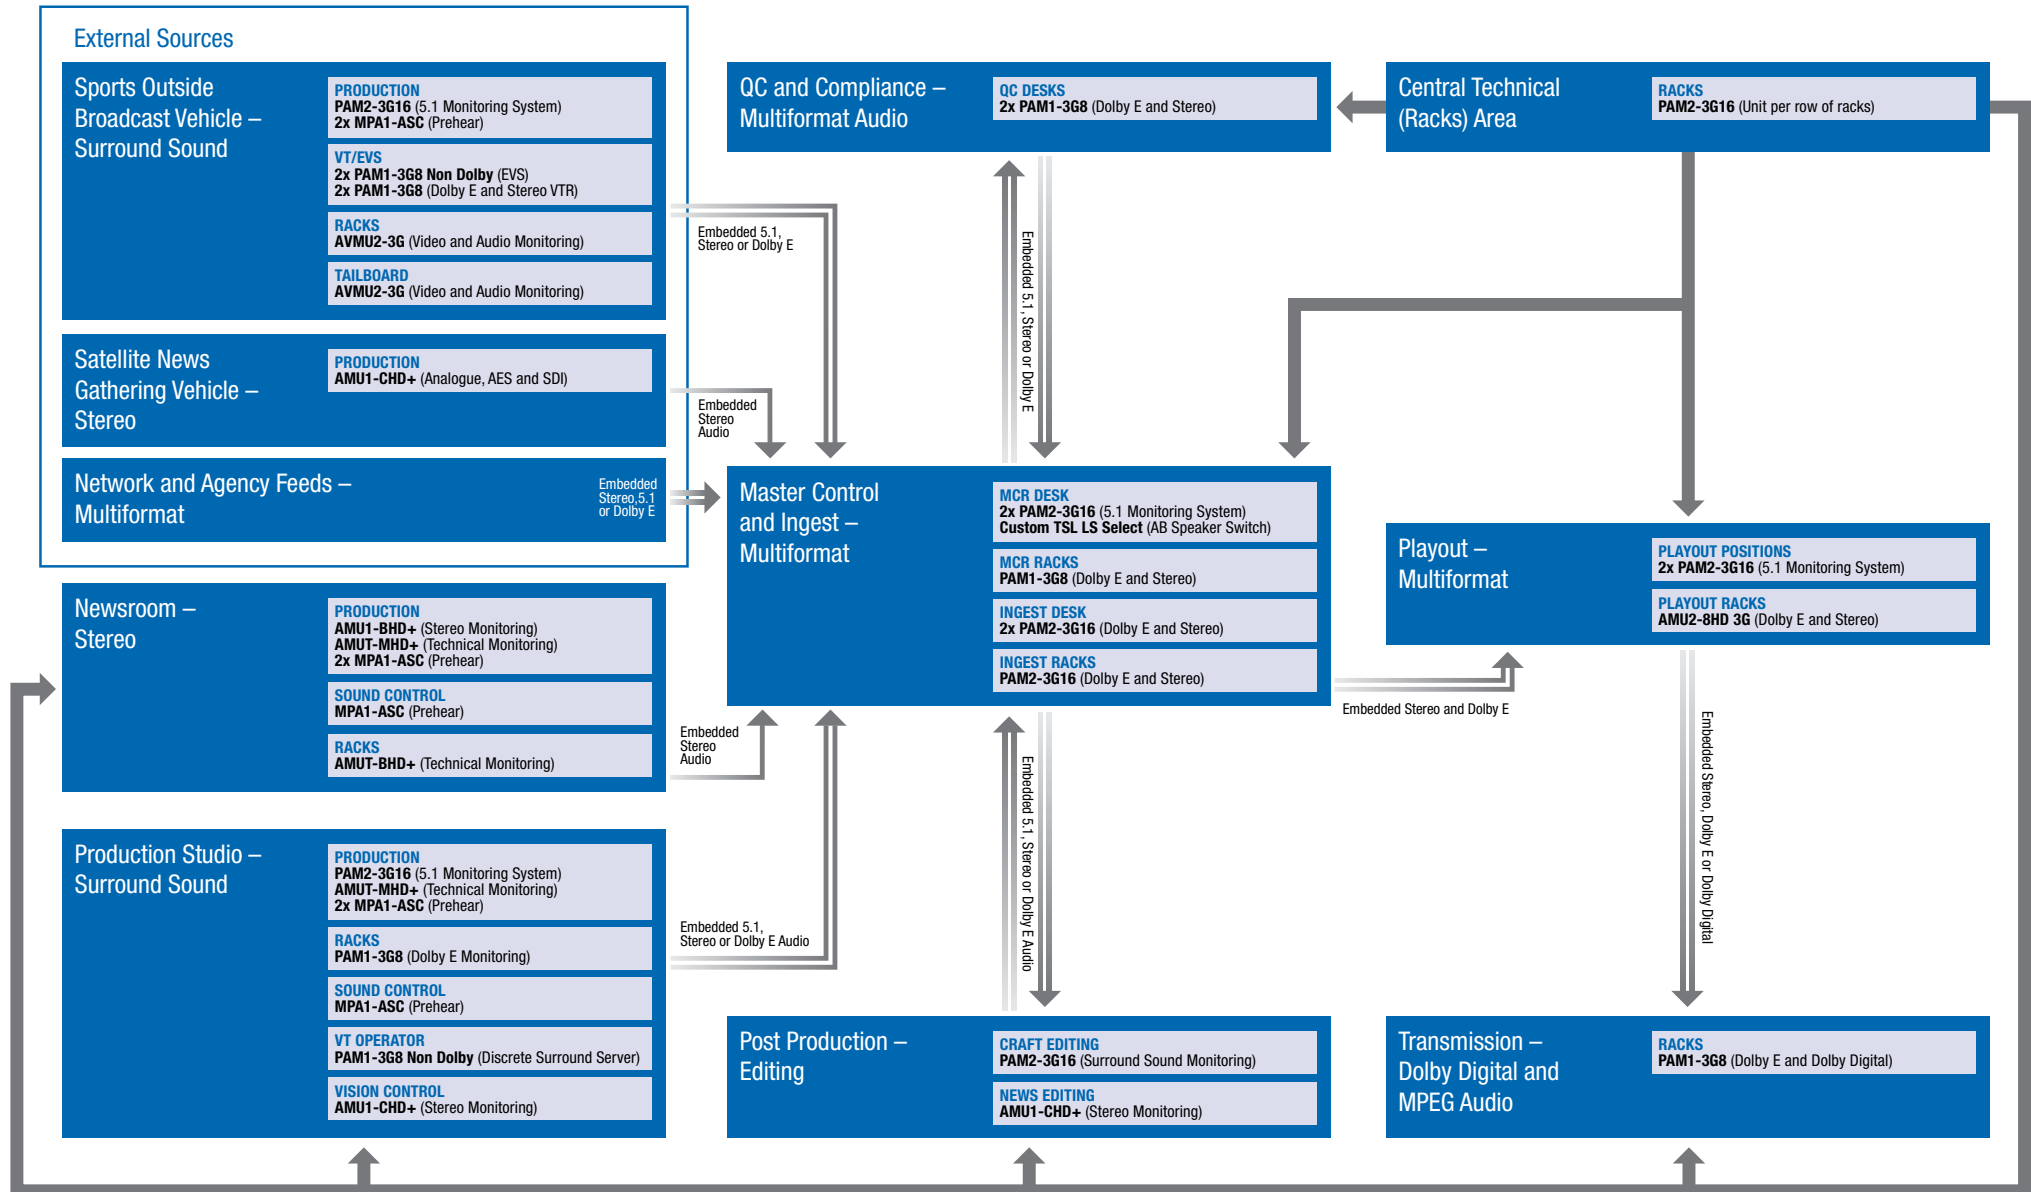 External Sources
Sports Outside
Broadcast Vehicle –
Surround Sound
PRODUCTION
PAM2-3G16 (5.1 Monitoring System)
2x MPA1-ASC (Prehear)
VT/EVS
2x PAM1-3G8 Non Dolby (EVS)
2x PAM1-3G8 (Dolby E and Stereo VTR)
RACKS
AVMU2-3G (Video and Audio Monitoring)
TAILBOARD
AVMU2-3G (Video and Audio Monitoring)
Embedded 5.1,
Stereo or Dolby E
Satellite News
Gathering Vehicle –
Stereo
PRODUCTION
AMU1-CHD+ (Analogue, AES and SDI)
Embedded
Stereo
Audio
Network and Agency Feeds –
Multiformat
Embedded
Stereo,5.1
or Dolby E
Newsroom –
Stereo
PRODUCTION
AMU1-BHD+ (Stereo Monitoring)
AMUT-MHD+ (Technical Monitoring)
2x MPA1-ASC (Prehear)
SOUND CONTROL
MPA1-ASC (Prehear)
RACKS
AMUT-BHD+ (Technical Monitoring)
Embedded
Stereo
Audio
Production Studio –
Surround Sound
PRODUCTION
PAM2-3G16 (5.1 Monitoring System)
AMUT-MHD+ (Technical Monitoring)
2x MPA1-ASC (Prehear)
RACKS
PAM1-3G8 (Dolby E Monitoring)
SOUND CONTROL
MPA1-ASC (Prehear)
VT OPERATOR
PAM1-3G8 Non Dolby (Discrete Surround Server)
VISION CONTROL
AMU1-CHD+ (Stereo Monitoring)
Embedded 5.1,
Stereo or Dolby E Audio
QC and Compliance –
Multiformat Audio
QC DESKS
2x PAM1-3G8 (Dolby E and Stereo)
Embedded 5.1, Stereo or Dolby E
Master Control
and Ingest –
Multiformat
MCR DESK
2x PAM2-3G16 (5.1 Monitoring System)
Custom TSL LS Select (AB Speaker Switch)
MCR RACKS
PAM1-3G8 (Dolby E and Stereo)
INGEST DESK
2x PAM2-3G16 (Dolby E and Stereo)
INGEST RACKS
PAM2-3G16 (Dolby E and Stereo)
Embedded Stereo and Dolby E
Embedded 5.1, Stereo or Dolby E Audio
Post Production –
Editing
CRAFT EDITING
PAM2-3G16 (Surround Sound Monitoring)
NEWS EDITING
AMU1-CHD+ (Stereo Monitoring)
Central Technical
(Racks) Area
RACKS
PAM2-3G16 (Unit per row of racks)
Playout –
Multiformat
PLAYOUT POSITIONS
2x PAM2-3G16 (5.1 Monitoring System)
PLAYOUT RACKS
AMU2-8HD 3G (Dolby E and Stereo)
Embedded Stereo, Dolby E or Dolby Digital
Transmission –
Dolby Digital and
MPEG Audio
RACKS
PAM1-3G8 (Dolby E and Dolby Digital)